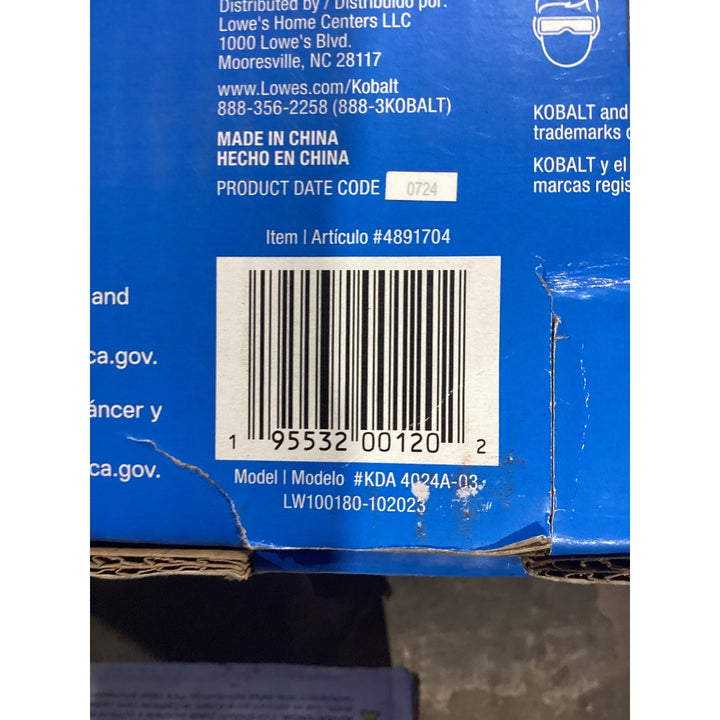 Distributed by / Distribuido por:
Lowe's Home Centers LLC
1000 Lowe's Blvd.
Mooresville, NC 28117
www.Lowes.com/Kobalt
888-356-2258 (888-3KOBALT)
MADE IN CHINA
HECHO EN CHINA
PRODUCT DATE CODE 0724
KOBALT and
trademarks
KOBALT y el
marcas regis
Item | Artículo #4891704
and
ca.gov.
áncer y
ca.gov.
1 95532 00120 2
Model | Modelo #KDA 4024A-03
LW100180-102023